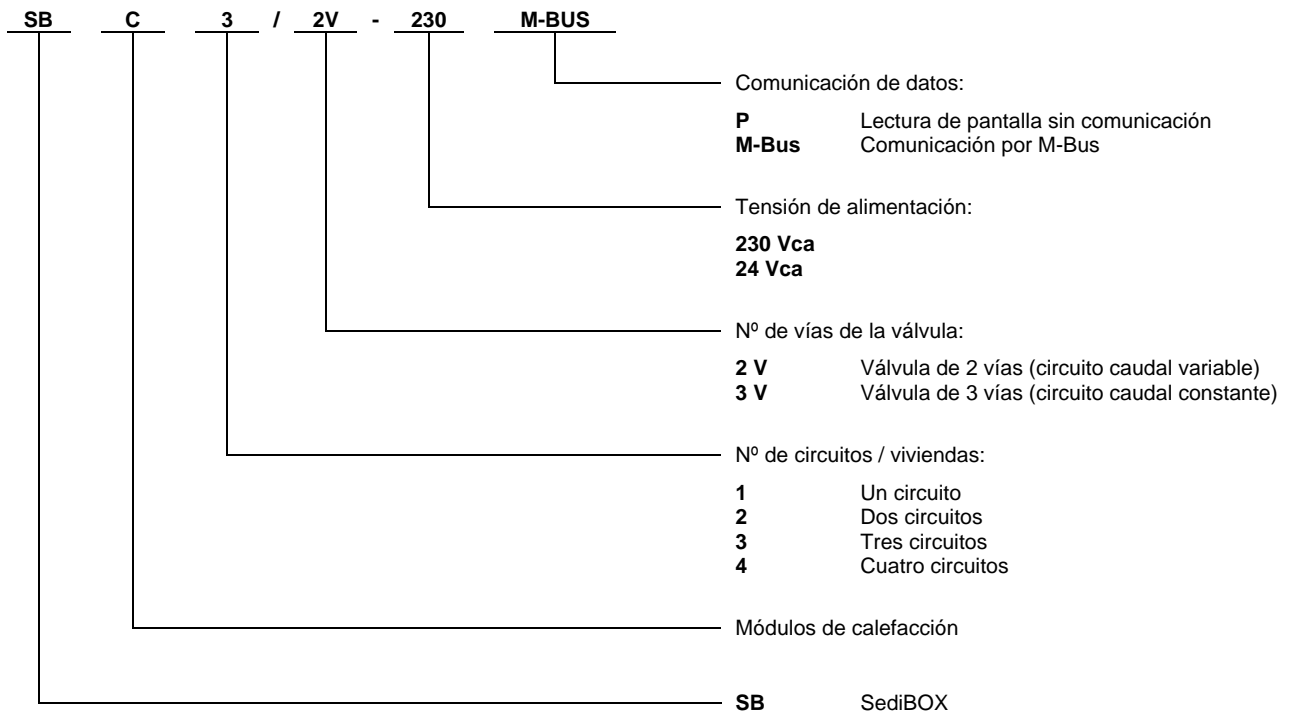 SB C 3 / 2V - 230 M-BUS
Comunicación de datos:
P Lectura de pantalla sin comunicación
M-Bus Comunicación por M-Bus
Tensión de alimentación:
230 Vca
24 Vca
Nº de vías de la válvula:
2 V Válvula de 2 vías (circuito caudal variable)
3 V Válvula de 3 vías (circuito caudal constante)
Nº de circuitos / viviendas:
1 Un circuito
2 Dos circuitos
3 Tres circuitos
4 Cuatro circuitos
Módulos de calefacción
SB SediBOX